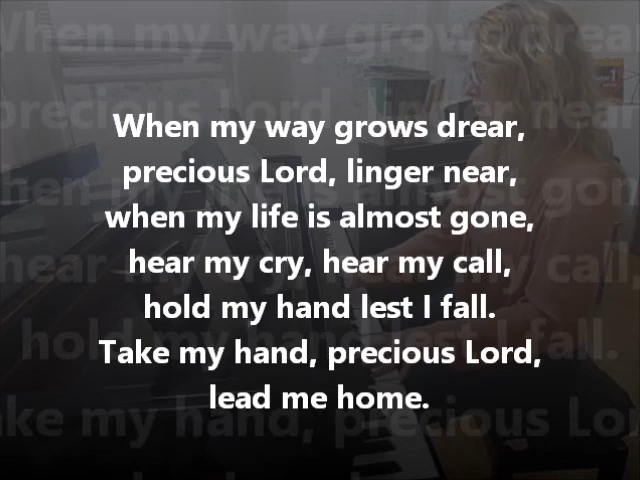 When my way grows drear,
precious Lord, linger near,
when my life is almost gone,
hear my cry, hear my call,
hold my hand lest I fall.
Take my hand, precious Lord,
lead me home.